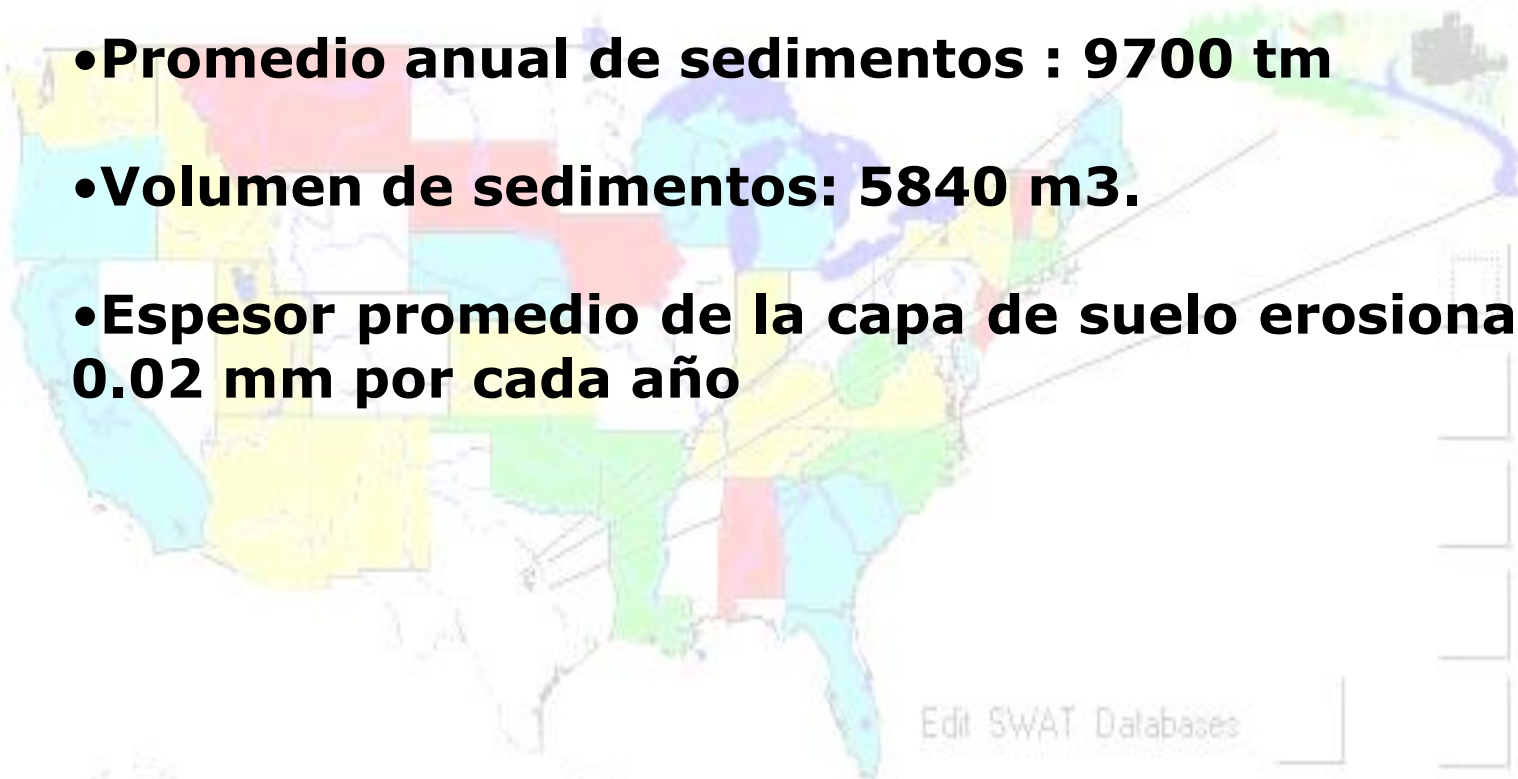 •Promedio anual de sedimentos : 9700 tm
•Volumen de sedimentos: 5840 m3.
•Espesor promedio de la capa de suelo erosiona
0.02 mm por cada año
Edit SWAT Databases